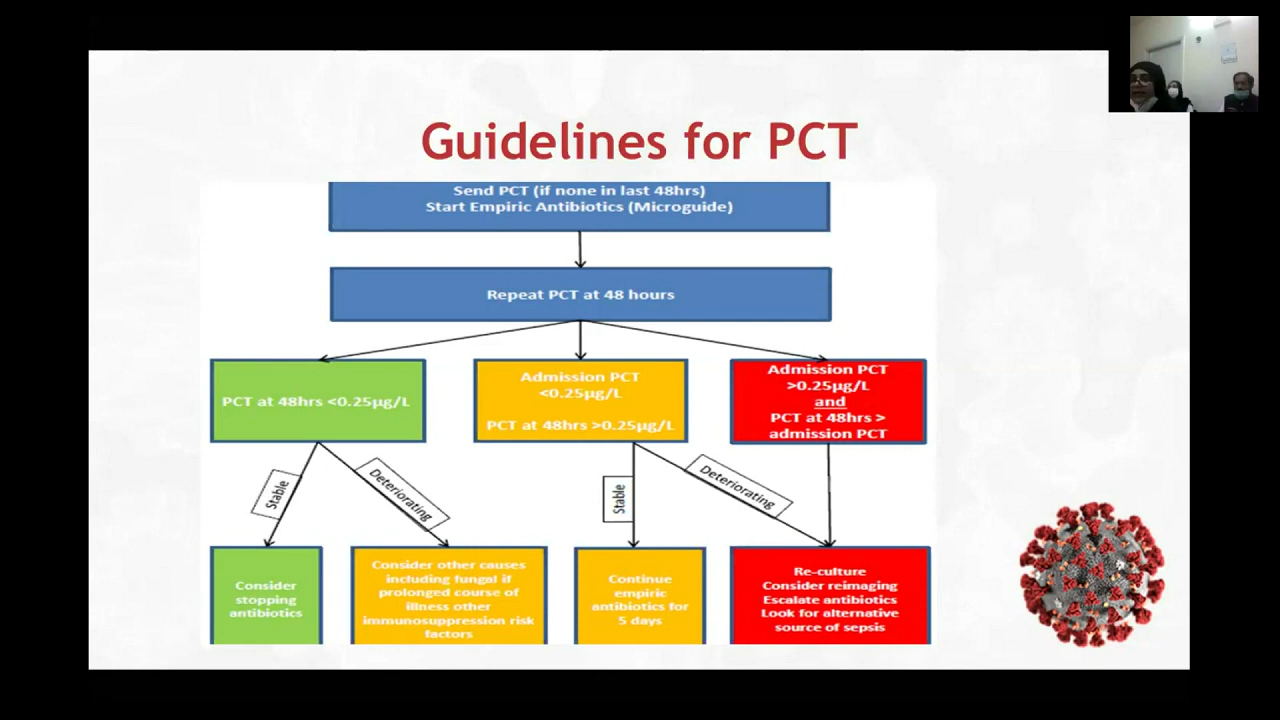 Guidelines for PCT
Send PCT (if none in last 48hrs)
Start Empiric Antibiotics (Microguide)
Repeat PCT at 48 hours
PCT at 48hrs <0.25µg/L
Admission PCT
<0.25µg/L
PCT at 48hrs >0.25µg/L
Admission PCT
>0.25µg/L
and
PCT at 48hrs >
admission PCT
Stable
Deteriorating
Stable
Deteriorating
Consider
stopping
antibiotics
Consider other causes
including fungal if
prolonged course of
illness other
immunosuppression risk
factors
Continue
empiric
antibiotics for
5 days
Re-culture
Consider reimaging
Escalate antibiotics
Look for alternative
source of sepsis